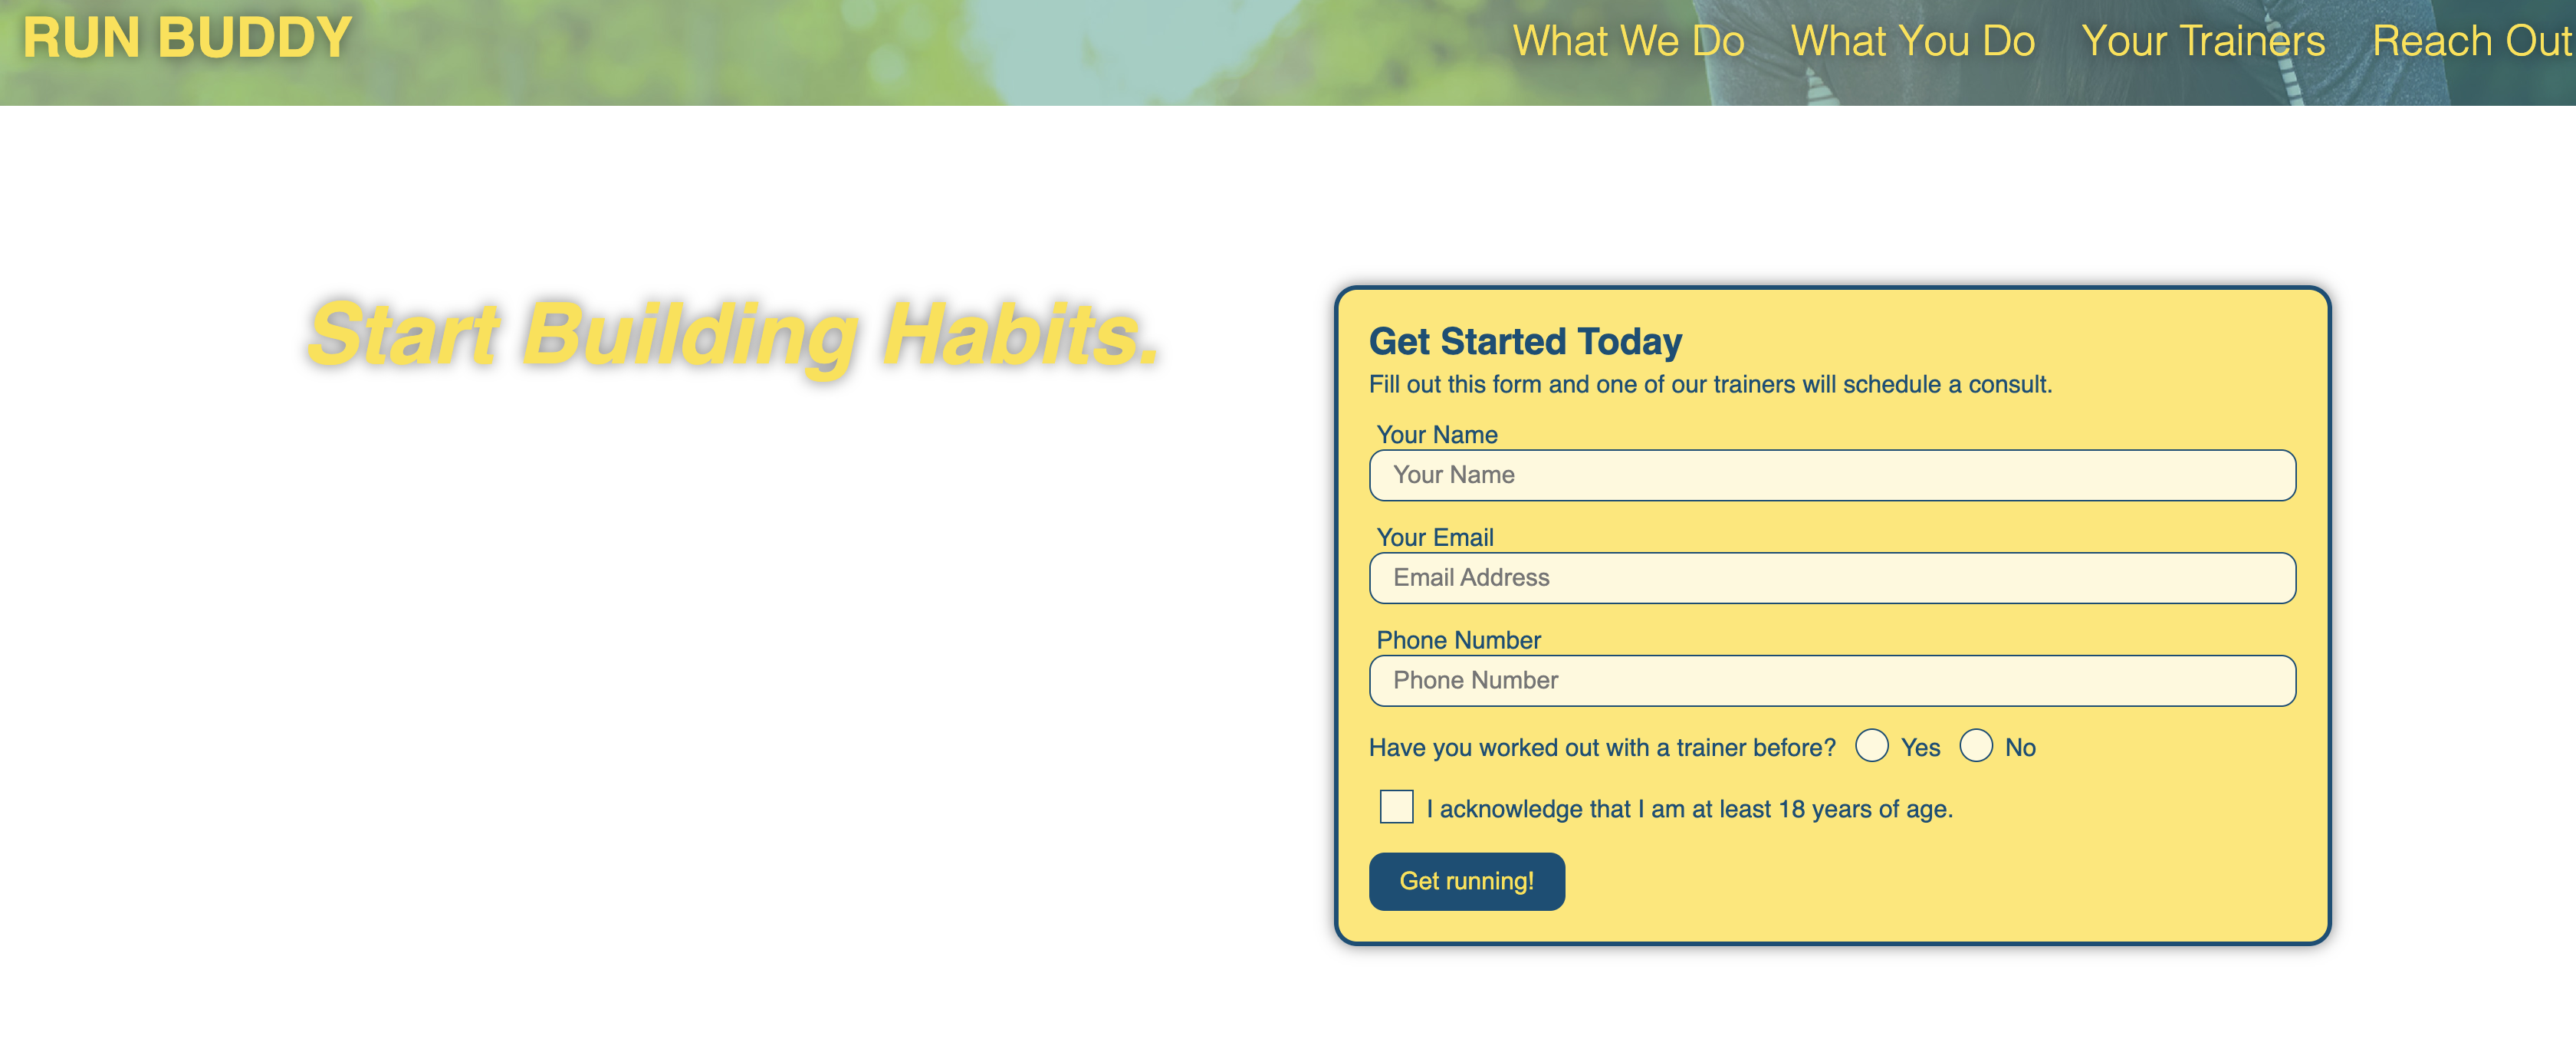 RUN BUDDY
What We Do What You Do Your Trainers Reach Out
Start Building Habits.
Get Started Today
Fill out this form and one of our trainers will schedule a consult.
Your Name
Your Name
Your Email
Email Address
Phone Number
Phone Number
Have you worked out with a trainer before? Yes No
I acknowledge that I am at least 18 years of age.
Get running!